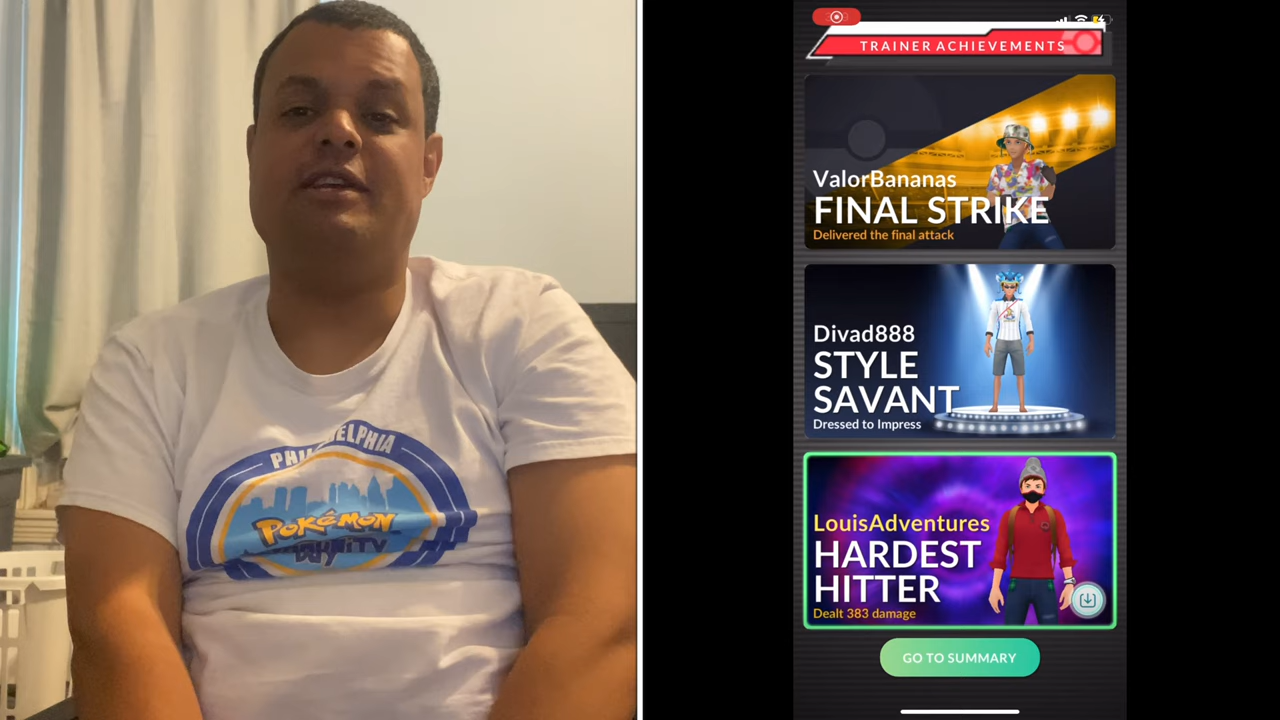 PHILADELPHIA
POKéMON
TRAINER ACHIEVEMENTS
ValorBananas
FINAL STRIKE
Delivered the final attack
Divad888
STYLE
SAVANT
Dressed to Impress
LouisAdventures
HARDEST
HITTER
Dealt 383 damage
GO TO SUMMARY